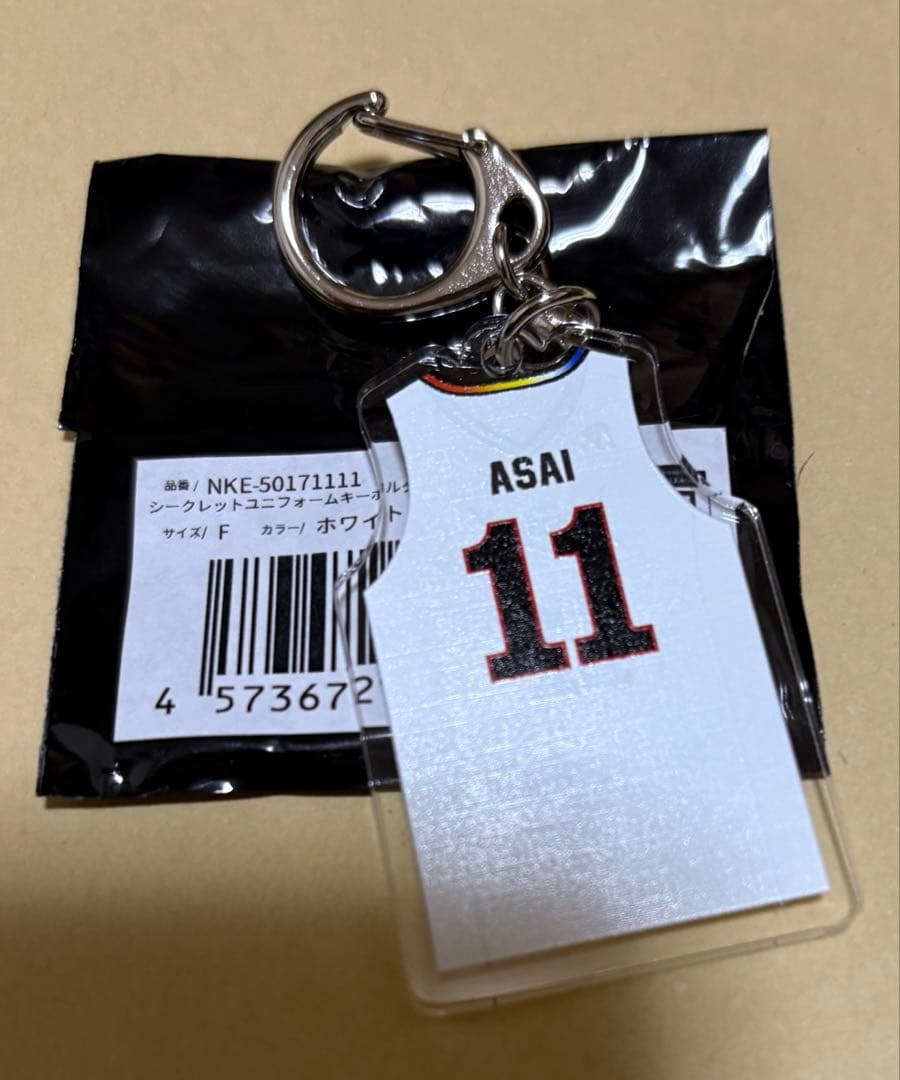 品番/ NKE-50171111
シークレットユニフォームキーホルダ
サイズ/ F カラー/ ホワイト
4 573672
ASAI
11